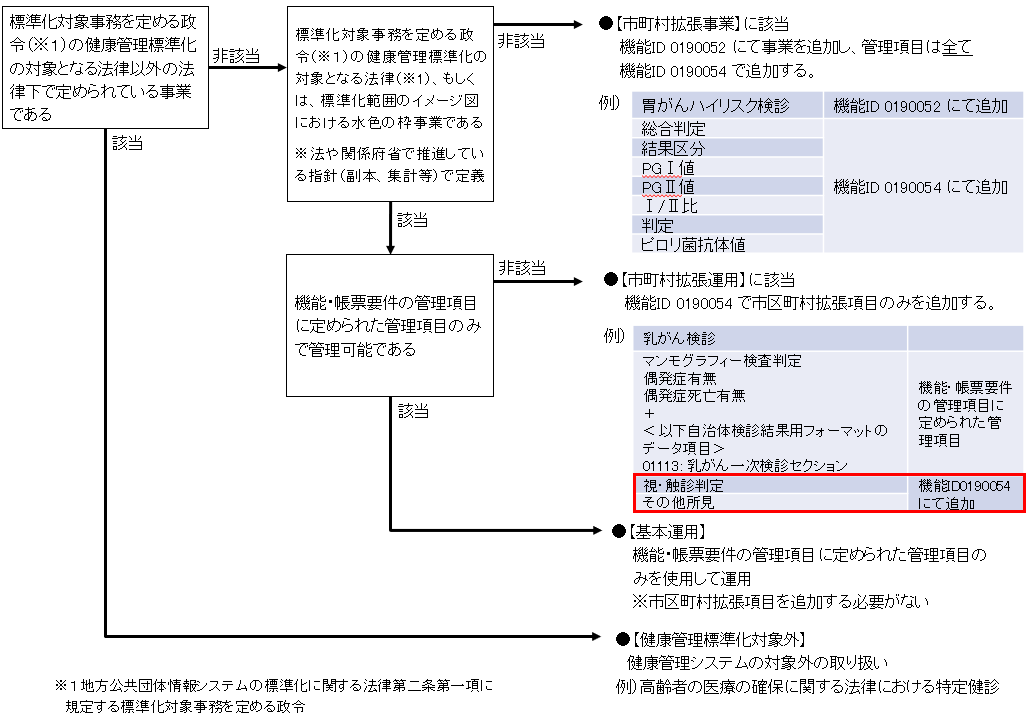 標準化対象事務を定める政
令(※1)の健康管理標準化
の対象となる法律以外の法
律下で定められている事業
である
非該当
該当
標準化対象事務を定める政
令(※1)の健康管理標準化の
対象となる法律(※1)、もしく
は、標準化範囲のイメージ図
における水色の枠事業である
※法や関係府省で推進してい
る指針(副本、集計等)で定義
非該当
該当
●【市町村拡張事業】に該当
機能ID 0190052 にて事業を追加し、管理項目は全て
機能ID 0190054 で追加する。
例)
胃がんハイリスク検診
機能ID 0190052 にて追加
総合判定
結果区分
PGⅠ値
PGⅡ値
Ⅰ/Ⅱ比
判定
ピロリ菌抗体値
機能ID 0190054 にて追加
機能・帳票要件の管理項目
に定められた管理項目のみ
で管理可能である
非該当
該当
●【市町村拡張運用】に該当
機能ID 0190054 で市区町村拡張項目のみを追加する。
例)
乳がん検診
マンモグラフィー検査判定
偶発症有無
偶発症死亡有無
+
<以下自治体検診結果用フォーマットの
データ項目>
01113:乳がん一次検診セクション
機能・帳票要件
の管理項目に
定められた管
理項目
視・触診判定
その他所見
機能ID0190054
にて追加
●【基本運用】
機能・帳票要件の管理項目に定められた管理項目の
みを使用して運用
※市区町村拡張項目を追加する必要がない
●【健康管理標準化対象外】
健康管理システムの対象外の取り扱い
例)高齢者の医療の確保に関する法律における特定健診
※1地方公共団体情報システムの標準化に関する法律第二条第一項に
規定する標準化対象事務を定める政令